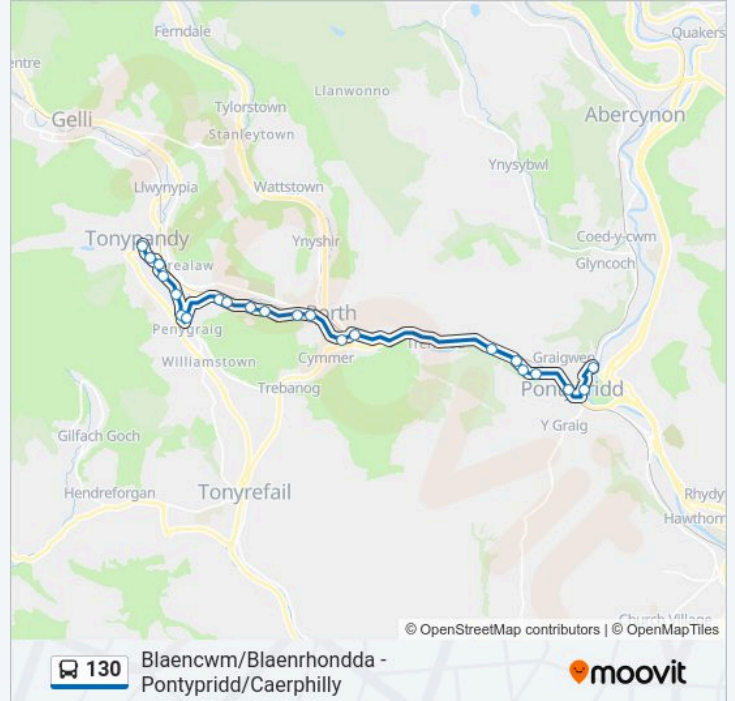 Ferndale
Quakers
entre
Llanwonno
Tylorstown
Gelli
Abercynon
Stanleytown
Ynysybwl
Llwynypia
Wattstown
Tonypandy
Ynyshir
Coed-y-cwm
realaw
Glyncoch
Porth
Penygraig
Cymmer
Graigwen
Williamstown
Trebanog
Pontypridd
Y Graig
Gilfach Goch
Hendreforgan
Tonyrefail
Rhydy
Hawthorn
Church Village
© OpenStreetMap contributors | © OpenMapTiles
130
Blaencwm/Blaenrhondda -
Pontypridd/Caerphilly
moovit